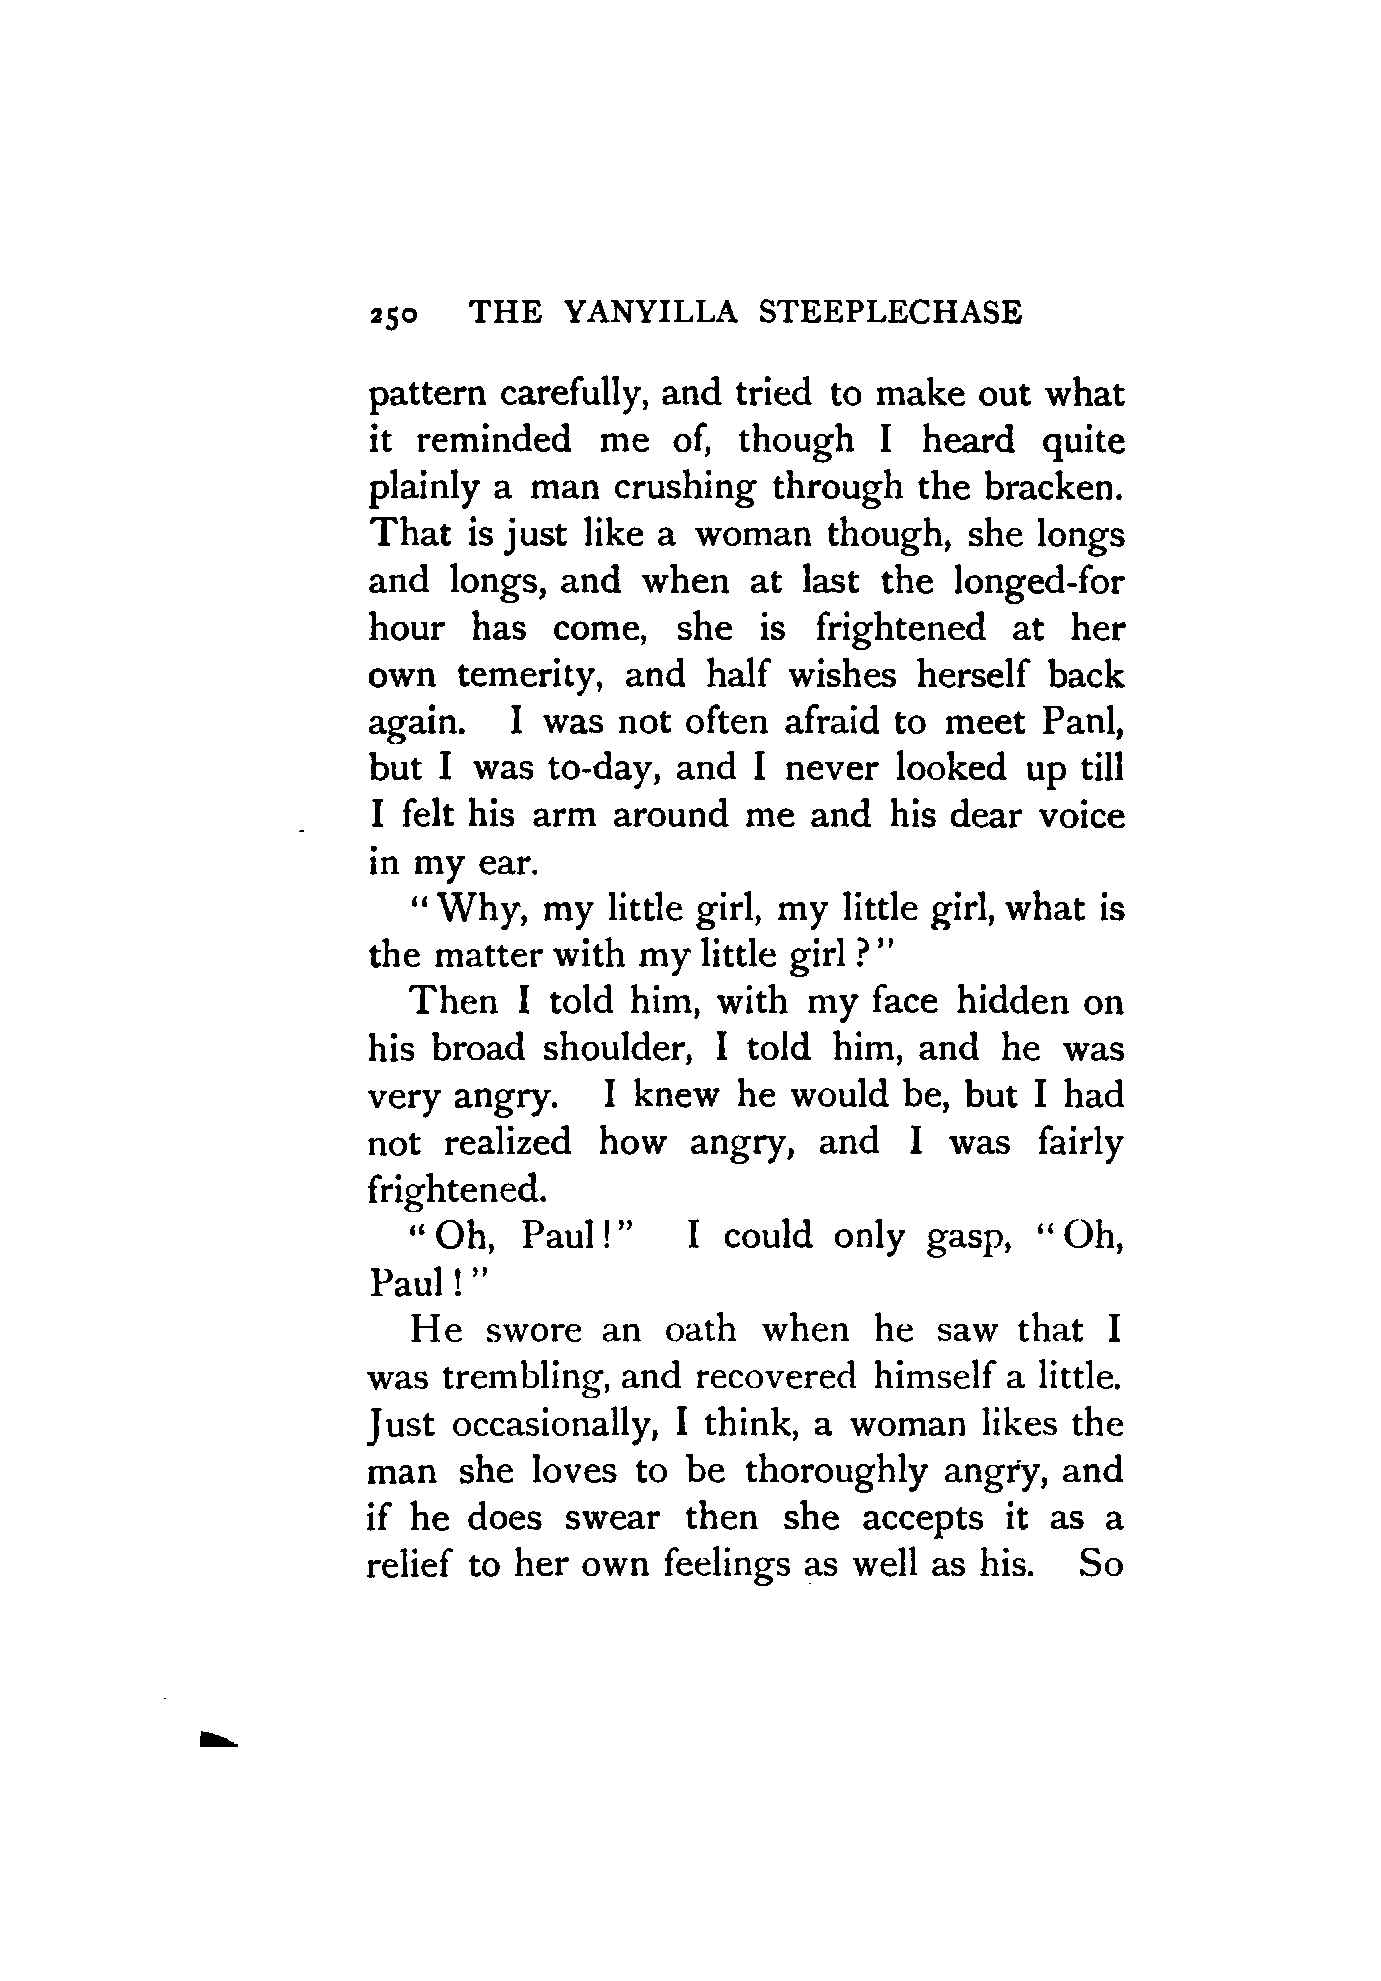 250 THE YANYILLA STEEPLECHASE
pattern carefully, and tried to make out what
it reminded me of, though I heard quite
plainly a man crushing through the bracken.
That is just like a woman though, she longs
and longs, and when at last the longed-for
hour has come, she is frightened at her
own temerity, and half wishes herself back
again. I was not often afraid to meet Panl,
but I was to-day, and I never looked up till
I felt his arm around me and his dear voice
in my ear.
"Why, my little girl, my little girl, what is
the matter with my little girl?"
Then I told him, with my face hidden on
his broad shoulder, I told him, and he was
very angry. I knew he would be, but I had
not realized how angry, and I was fairly
frightened.
"Oh, Paul!" I could only gasp, "Oh,
Paul!"
He swore an oath when he saw that I
was trembling, and recovered himself a little.
Just occasionally, I think, a woman likes the
man she loves to be thoroughly angry, and
if he does swear then she accepts it as a
relief to her own feelings as well as his. So